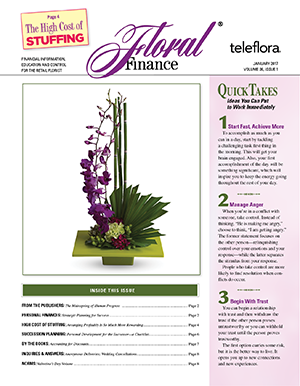 Page 4
The High Cost of
STUFFING
FINANCIAL INFORMATION,
EDUCATION AND CONTROL
FOR THE RETAIL FLORIST
Floral®
Finance
teleflora.
JANUARY 2017
VOLUME 36, ISSUE 1
QUICKTAKES
Ideas You Can Put
to Work Immediately
1 Start Fast, Achieve More
To accomplish as much as you
can in a day, start by tackling
a challenging task first thing in
the morning. This will get your
brain engaged. Also, your first
accomplishment of the day will be
something significant, which will
inspire you to keep the energy going
throughout the rest of your day.
2 Manage Anger
When you're in a conflict with
someone, take control. Instead of
thinking, "He is making me angry,"
choose to think, "I am getting angry."
The former statement focuses on
the other person—relinquishing
control over your emotions and your
response—while the latter separates
the stimulus from your response.
People who take control are more
likely to find resolution when con-
flicts do occur.
3 Begin With Trust
You can begin a relationship
with trust and then withdraw the
trust if the other person proves
untrustworthy or you can withhold
your trust until the person proves
trustworthy.
The first option carries some risk,
but it is the better way to live. It
opens you up to new connections
and new experiences.
INSIDE THIS ISSUE
FROM THE PUBLISHERS: The Mustering of Human Progress Page 2
PERSONAL FINANCES: Strategic Planning for Success Page 3
HIGH COST OF STUFFING: Arranging Profitably to be Much More Rewarding Page 4
SUCCESSION PLANNING: Personal Development for the Successor: a Checklist Page 6
BY THE BOOKS: Accounting for Discounts Page 7
INQUIRIES & ANSWERS: Anonymous Deliveries; Wedding Cancellations Page 8
NORMS: Valentine's Day Volume Page 8